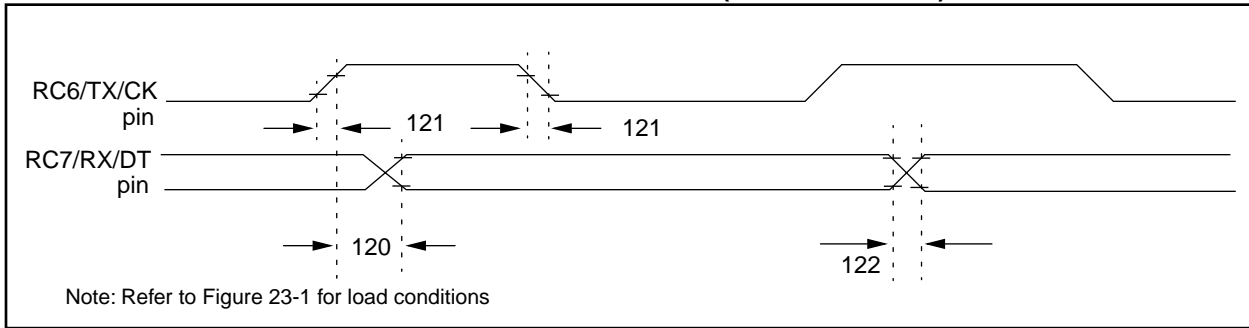 RC6/TX/CK
pin
121
121
RC7/RX/DT
pin
120
122
Note: Refer to Figure 23-1 for load conditions